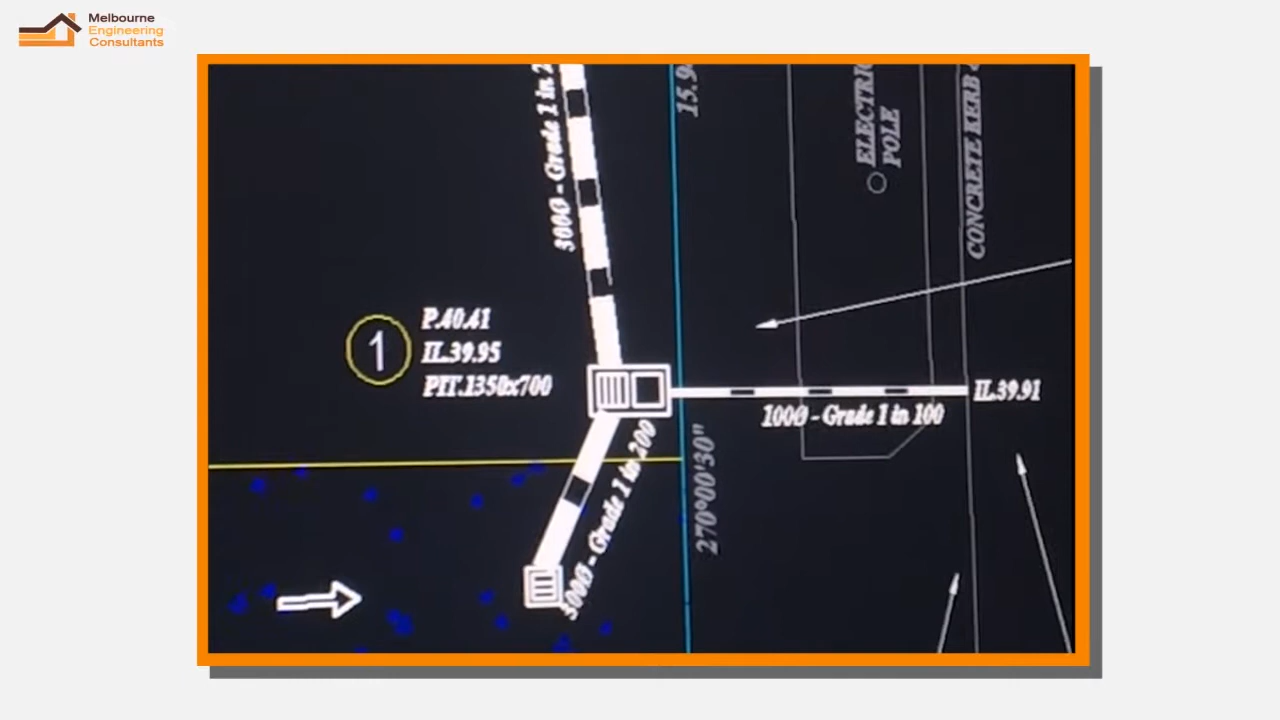 Melbourne
Engineering
Consultants
300Ø - Grade 1 in 2
15.9
ELECTRIC
POLE
CONCRETE KERB
1
P.40.41
IL.39.95
PIT.1350x700
IL.39.91
100Ø - Grade 1 in 100
300Ø - Grade 1 in 200
270°00'30"